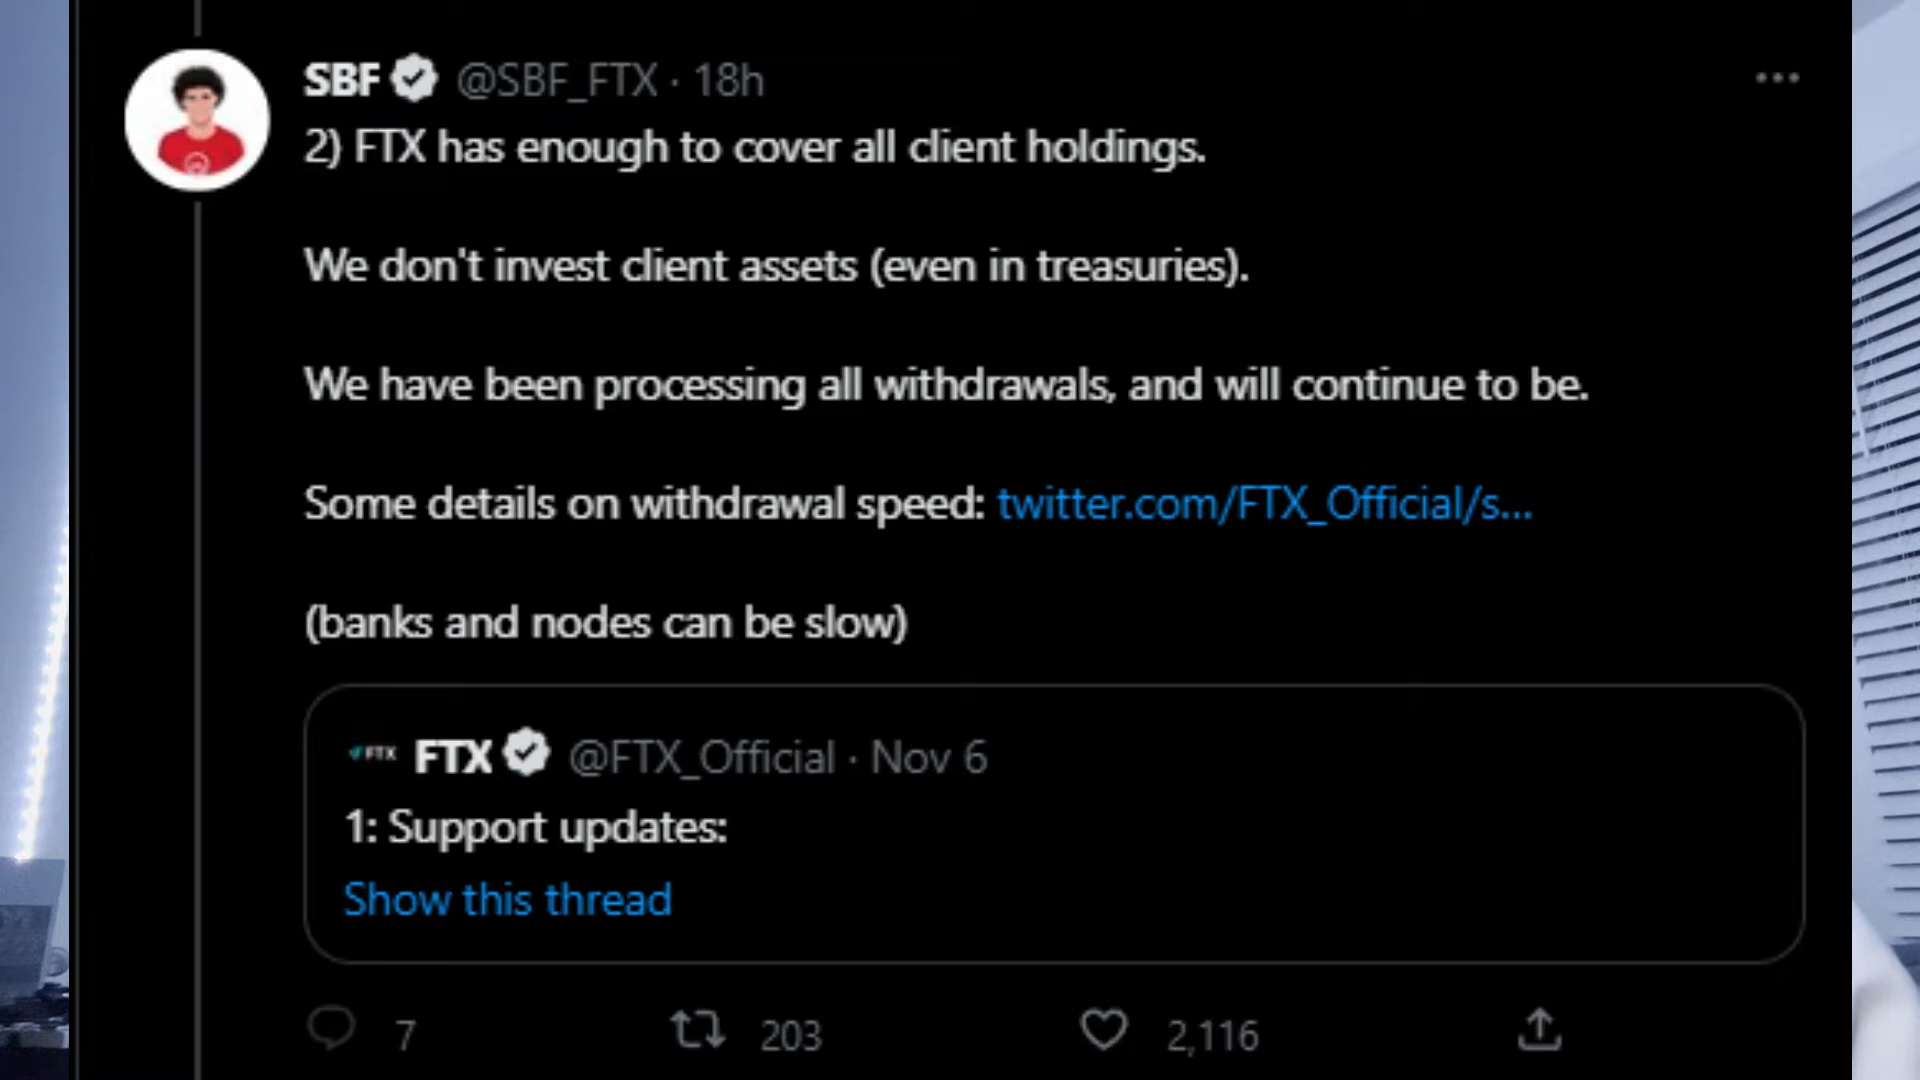 SBF @SBF_FTX · 18h
2) FTX has enough to cover all client holdings.
We don't invest client assets (even in treasuries).
We have been processing all withdrawals, and will continue to be.
Some details on withdrawal speed: twitter.com/FTX_Official/s...
(banks and nodes can be slow)
FTX FTX @FTX_Official · Nov 6
1: Support updates:
Show this thread
7 203 2,116